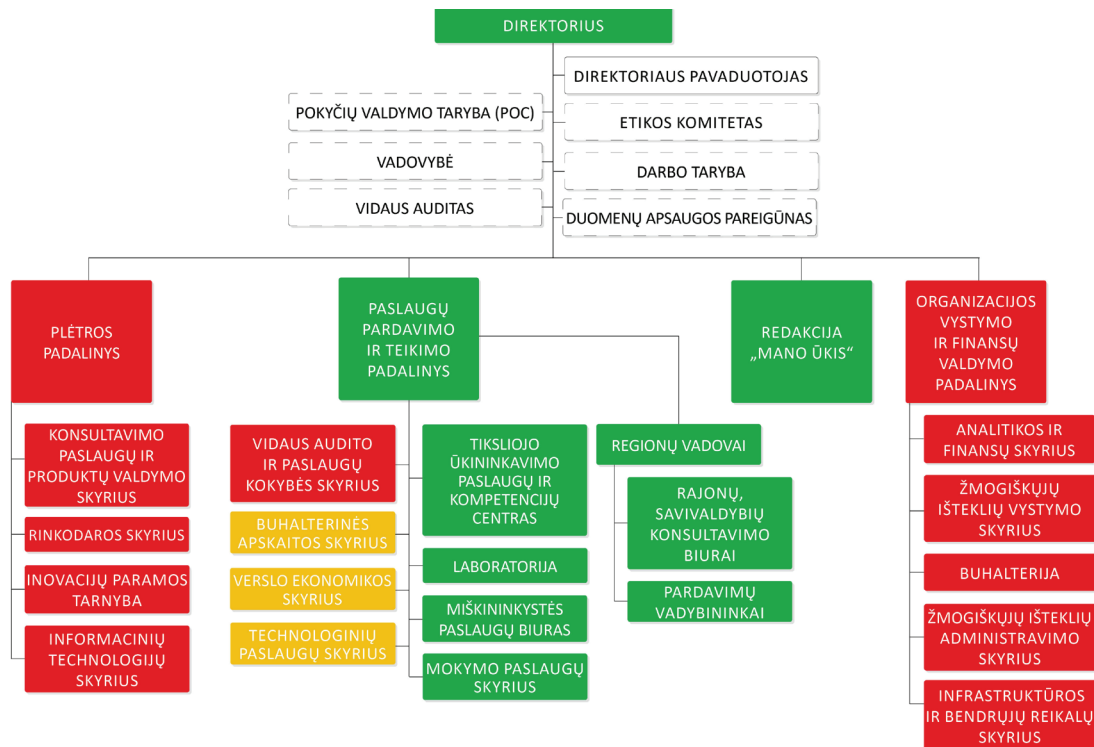 DIREKTORIUS
DIREKTORIAUS PAVADUOTOJAS
POKYČIŲ VALDYMO TARYBA (POC)
ETIKOS KOMITETAS
VADOVYBĖ
DARBO TARYBA
VIDAUS AUDITAS
DUOMENŲ APSAUGOS PAREIGŪNAS
PLĖTROS
PADALINYS
KONSULTAVIMO
PASLAUGŲ IR
PRODUKTŲ VALDYMO
SKYRIUS
RINKODAROS SKYRIUS
INOVACIJŲ PARAMOS
TARNYBA
INFORMACINIŲ
TECHNOLOGIJŲ
SKYRIUS
PASLAUGŲ
PARDAVIMO
IR TEIKIMO
PADALINYS
VIDAUS AUDITO
IR PASLAUGŲ
KOKYBĖS SKYRIUS
BUHALTERINĖS
APSKAITOS SKYRIUS
VERSLO EKONOMIKOS
SKYRIUS
TECHNOLOGINIŲ
PASLAUGŲ SKYRIUS
TIKSLIOJO
ŪKININKAVIMO
PASLAUGŲ IR
KOMPETENCIJŲ
CENTRAS
LABORATORIJA
MIŠKININKYSTĖS
PASLAUGŲ BIURAS
MOKYMO PASLAUGŲ
SKYRIUS
REGIONŲ VADOVAI
RAJONŲ,
SAVIVALDYBIŲ
KONSULTAVIMO
BIURAI
PARDAVIMŲ
VADYBININKAI
REDAKCIJA
„MANO ŪKIS“
ORGANIZACIJOS
VYSTYMO
IR FINANSŲ
VALDYMO
PADALINYS
ANALITIKOS IR
FINANSŲ SKYRIUS
ŽMOGIŠKŲJŲ
IŠTEKLIŲ VYSTYMO
SKYRIUS
BUHALTERIJA
ŽMOGIŠKŲJŲ IŠTEKLIŲ
ADMINISTRAVIMO
SKYRIUS
INFRASTRUKTŪROS
IR BENDRŲJŲ REIKALŲ
SKYRIUS